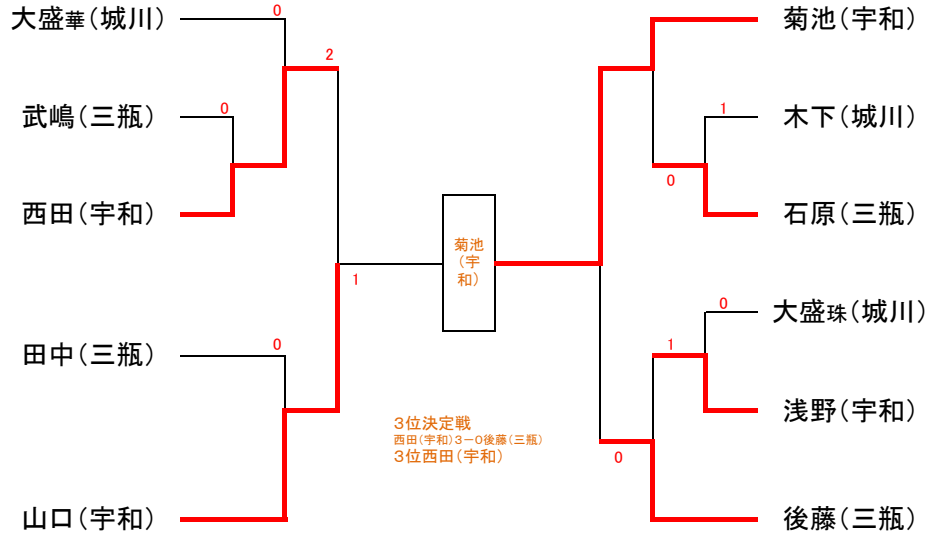 大盛華(城川)
0
2
武嶋(三瓶)
0
西田(宇和)
田中(三瓶)
0
山口(宇和)
1
菊池
(宇
和)
3位決定戦
西田(宇和)3-0後藤(三瓶)
3位西田(宇和)
菊池(宇和)
1
木下(城川)
0
石原(三瓶)
0
大盛珠(城川)
1
浅野(宇和)
0
後藤(三瓶)